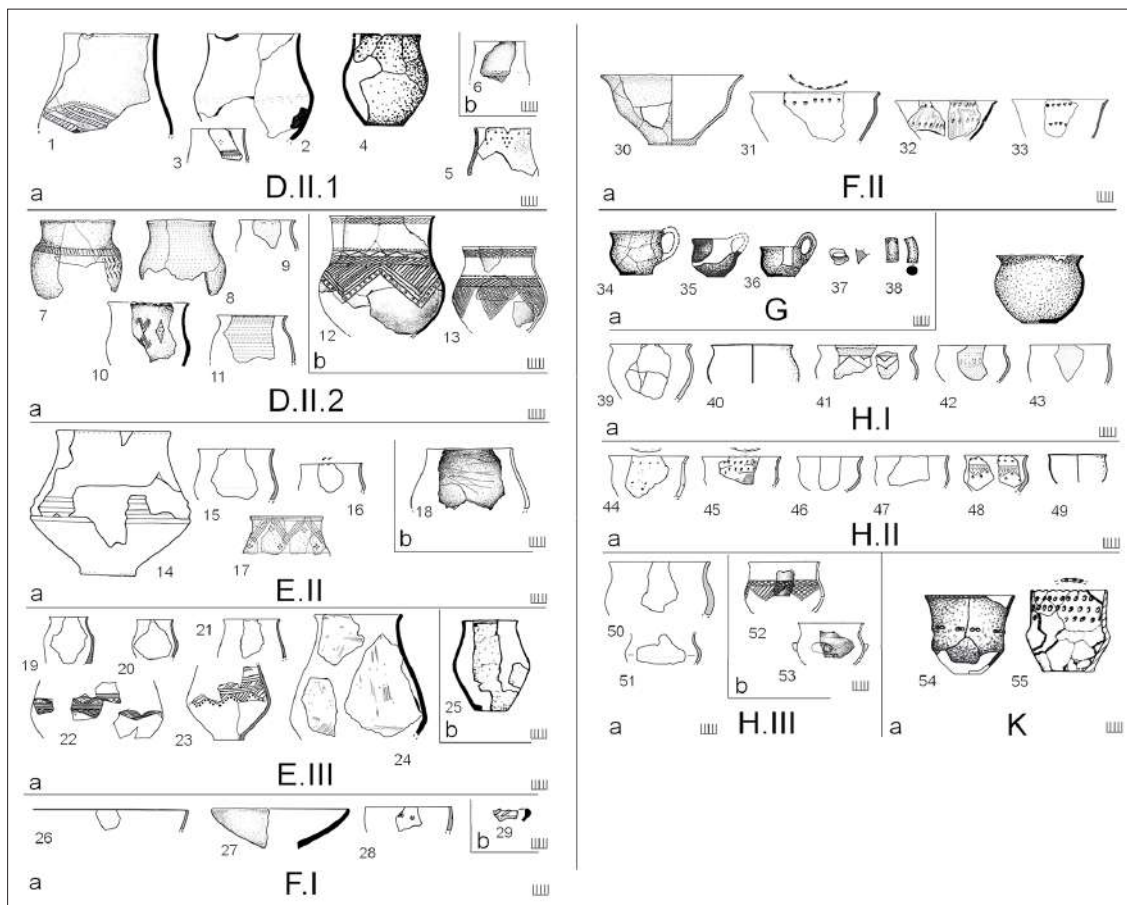 1 2 3 4 5 6 b
a D.II.1
7 8 9 10 11 12 13 b
a D.II.2
14 15 16 17 18 b
a E.II
19 20 21 22 23 24 25 b
a E.III
26 27 28 29 b
a F.I
30 31 32 33
a F.II
34 35 36 37 38
a G
39 40 41 42 43
a H.I
44 45 46 47 48 49
a H.II
50 51 52 53 b
a H.III
54 55
a K